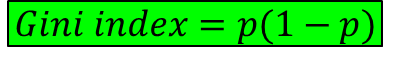 Gini index = p(1 − p)